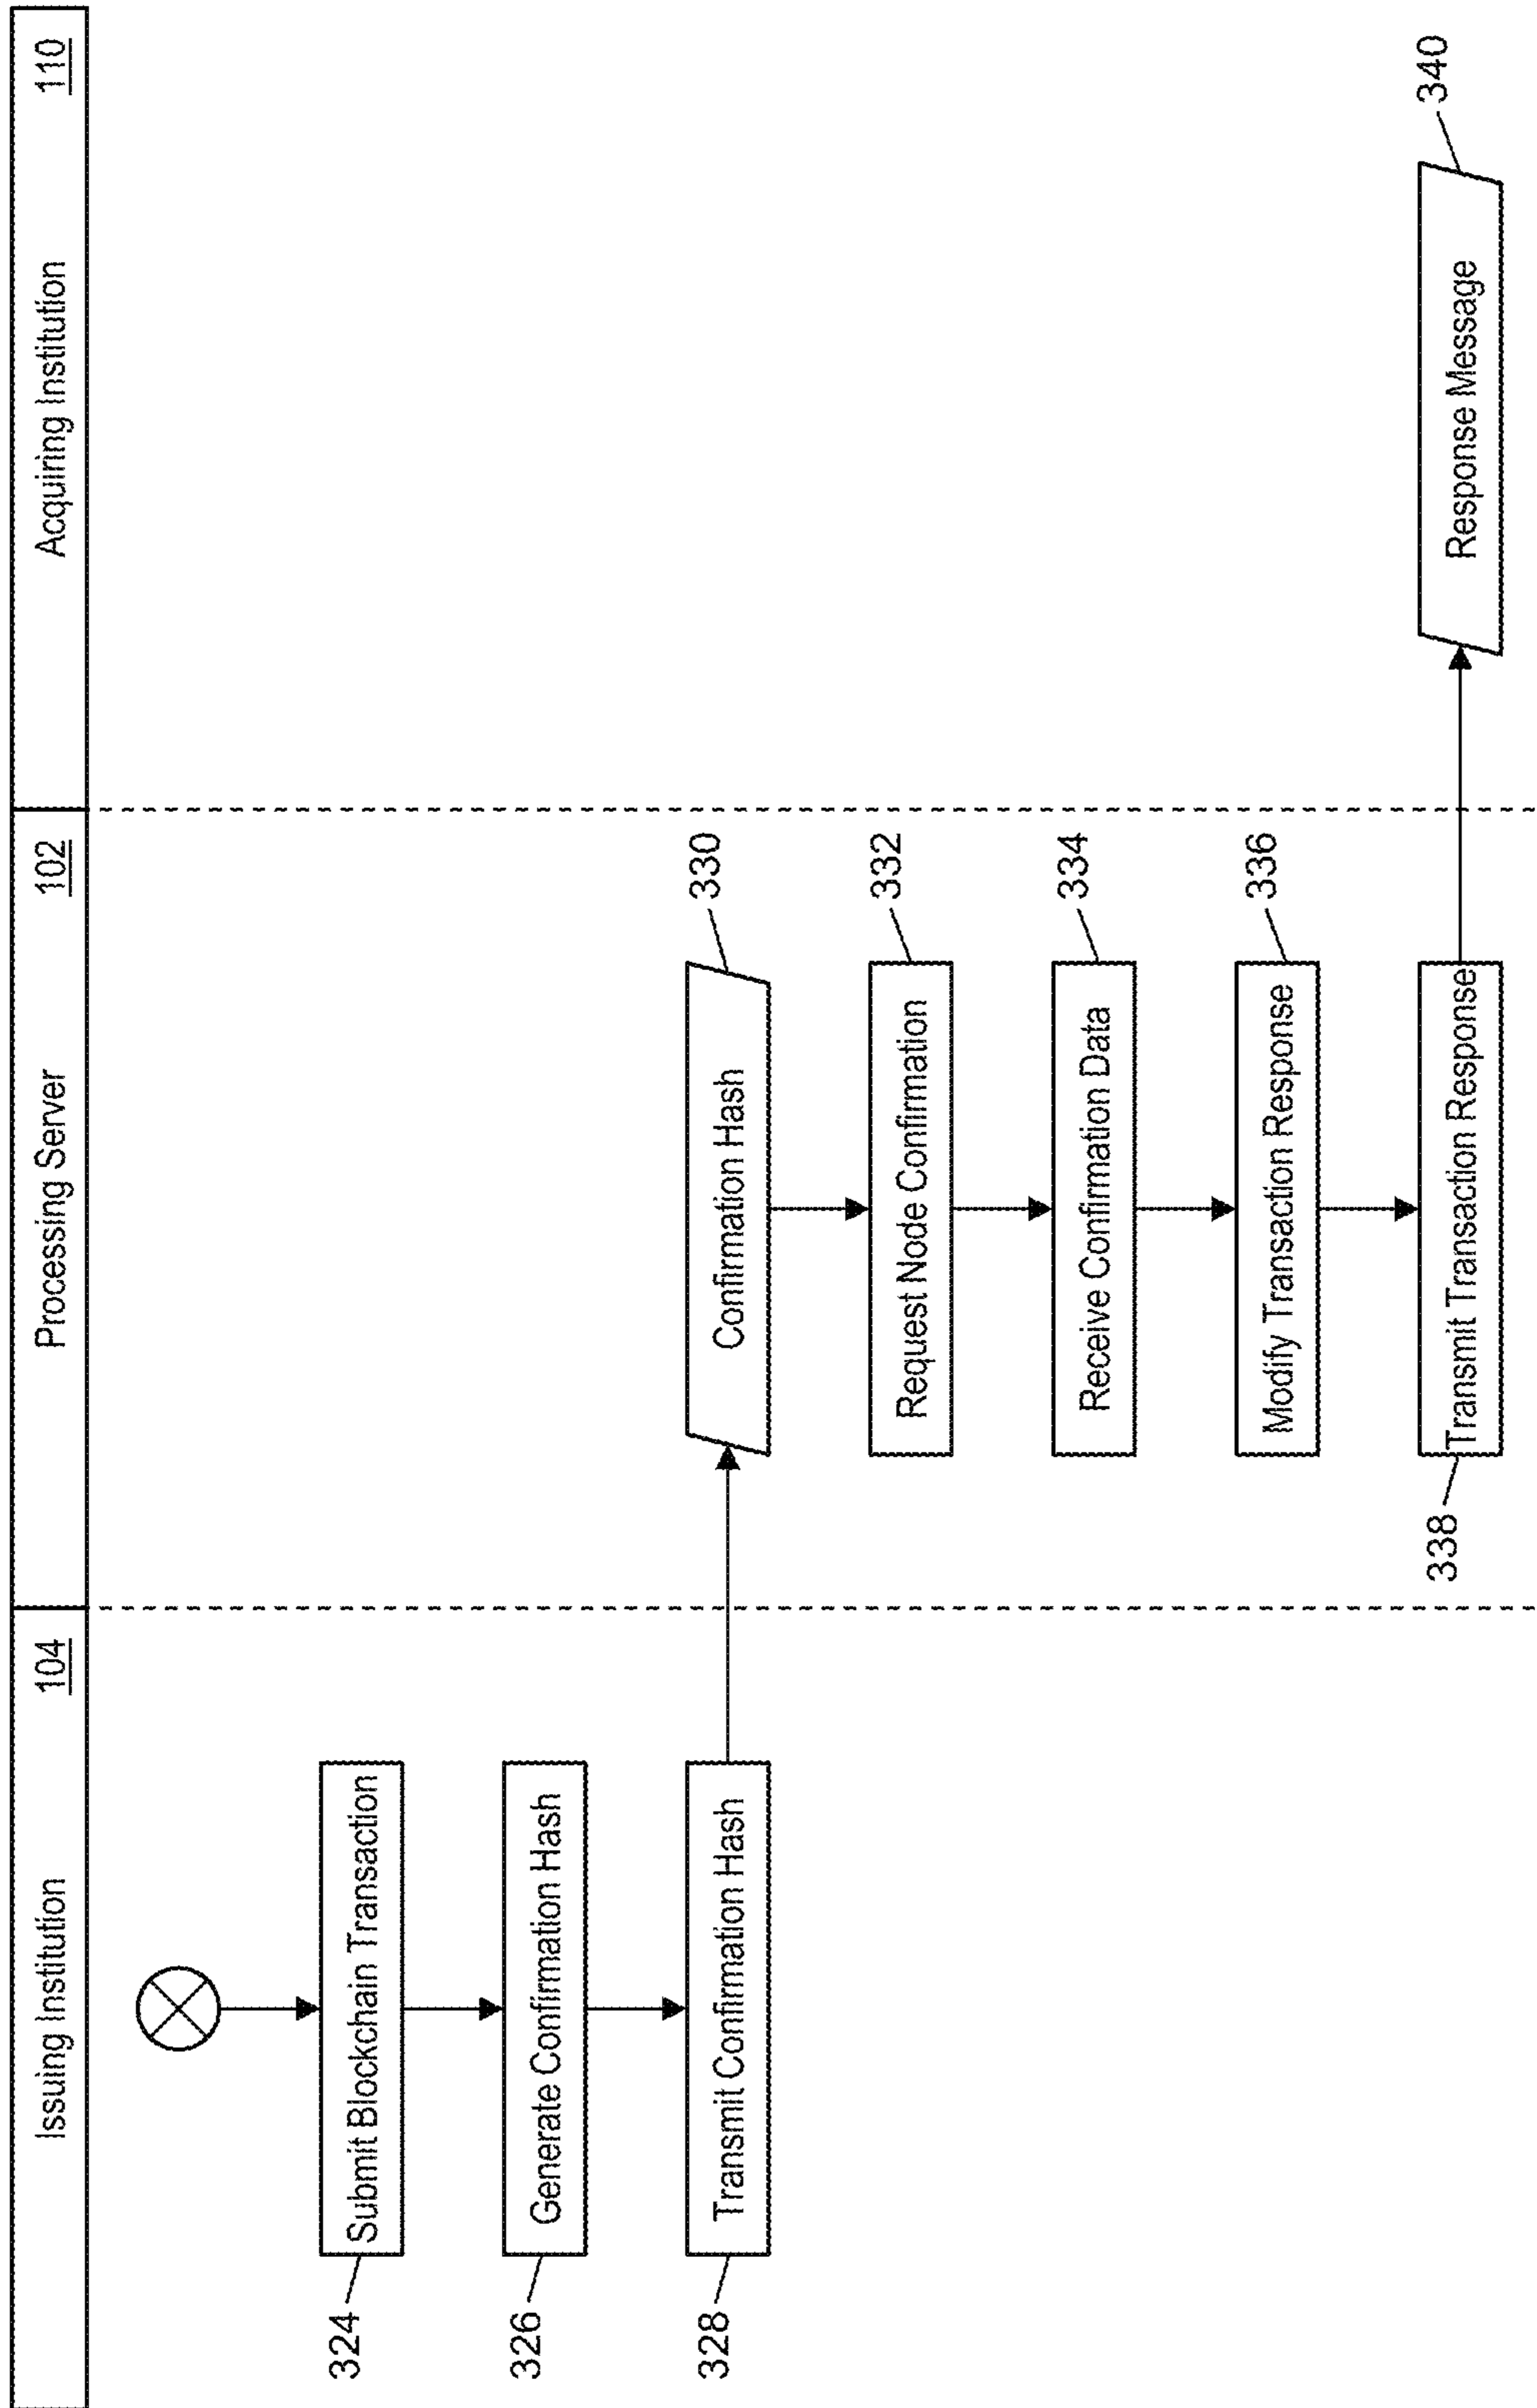 Issuing Institution 104
Processing Server 102
Acquiring Institution 110
324
Submit Blockchain Transaction
326
Generate Confirmation Hash
328
Transmit Confirmation Hash
Confirmation Hash
330
Request Node Confirmation
332
Receive Confirmation Data
334
Modify Transaction Response
336
338
Transmit Transaction Response
Response Message
340